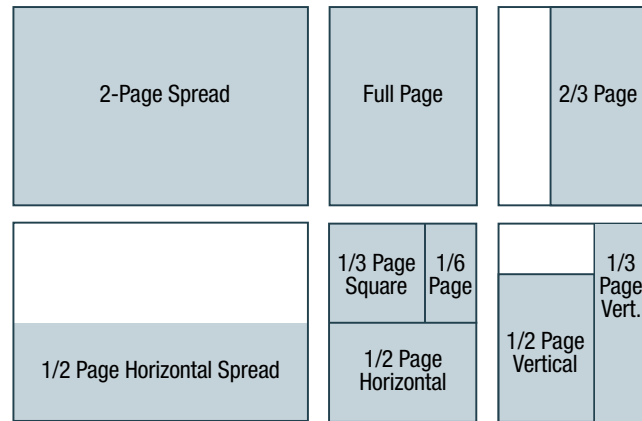 2-Page Spread
Full Page
2/3 Page
1/3 Page
Square
1/6
Page
1/3
Page
Vert.
1/2 Page Horizontal Spread
1/2 Page
Horizontal
1/2 Page
Vertical